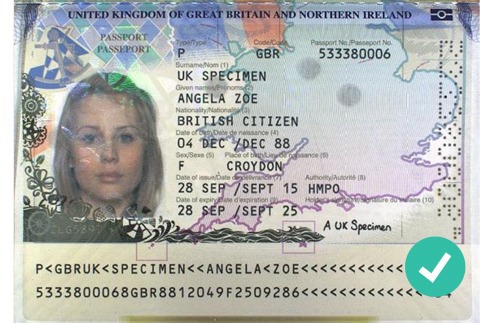 UNITED KINGDOM OF GREAT BRITAIN AND NORTHERN IRELAND
PASSPORT
PASSEPORT
Type/Type Code/Code Passport No./Passeport No.
P GBR 533380006
Surname/Nom (1)
UK SPECIMEN
Given names/Prénoms (2)
ANGELA ZOE
Nationality/Nationalité (3)
BRITISH CITIZEN
Date of birth/Date de naissance (4)
04 DEC /DEC 88
Sex/Sexe (5) Place of birth/Lieu de naissance (6)
F CROYDON
Date of issue/Date de délivrance (7) Authority/Autorité (8)
28 SEP /SEPT 15 HMPO
Date of expiry/Date d'expiration (9) Holder's signature/Signature du titulaire (10)
28 SEP /SEPT 25
A UK Specimen
P<GBRUK<SPECIMEN<<ANGELA<ZOE<<<<<<<<<<<
5333800068GBR8812049F2509286<<<<<<<<<<<